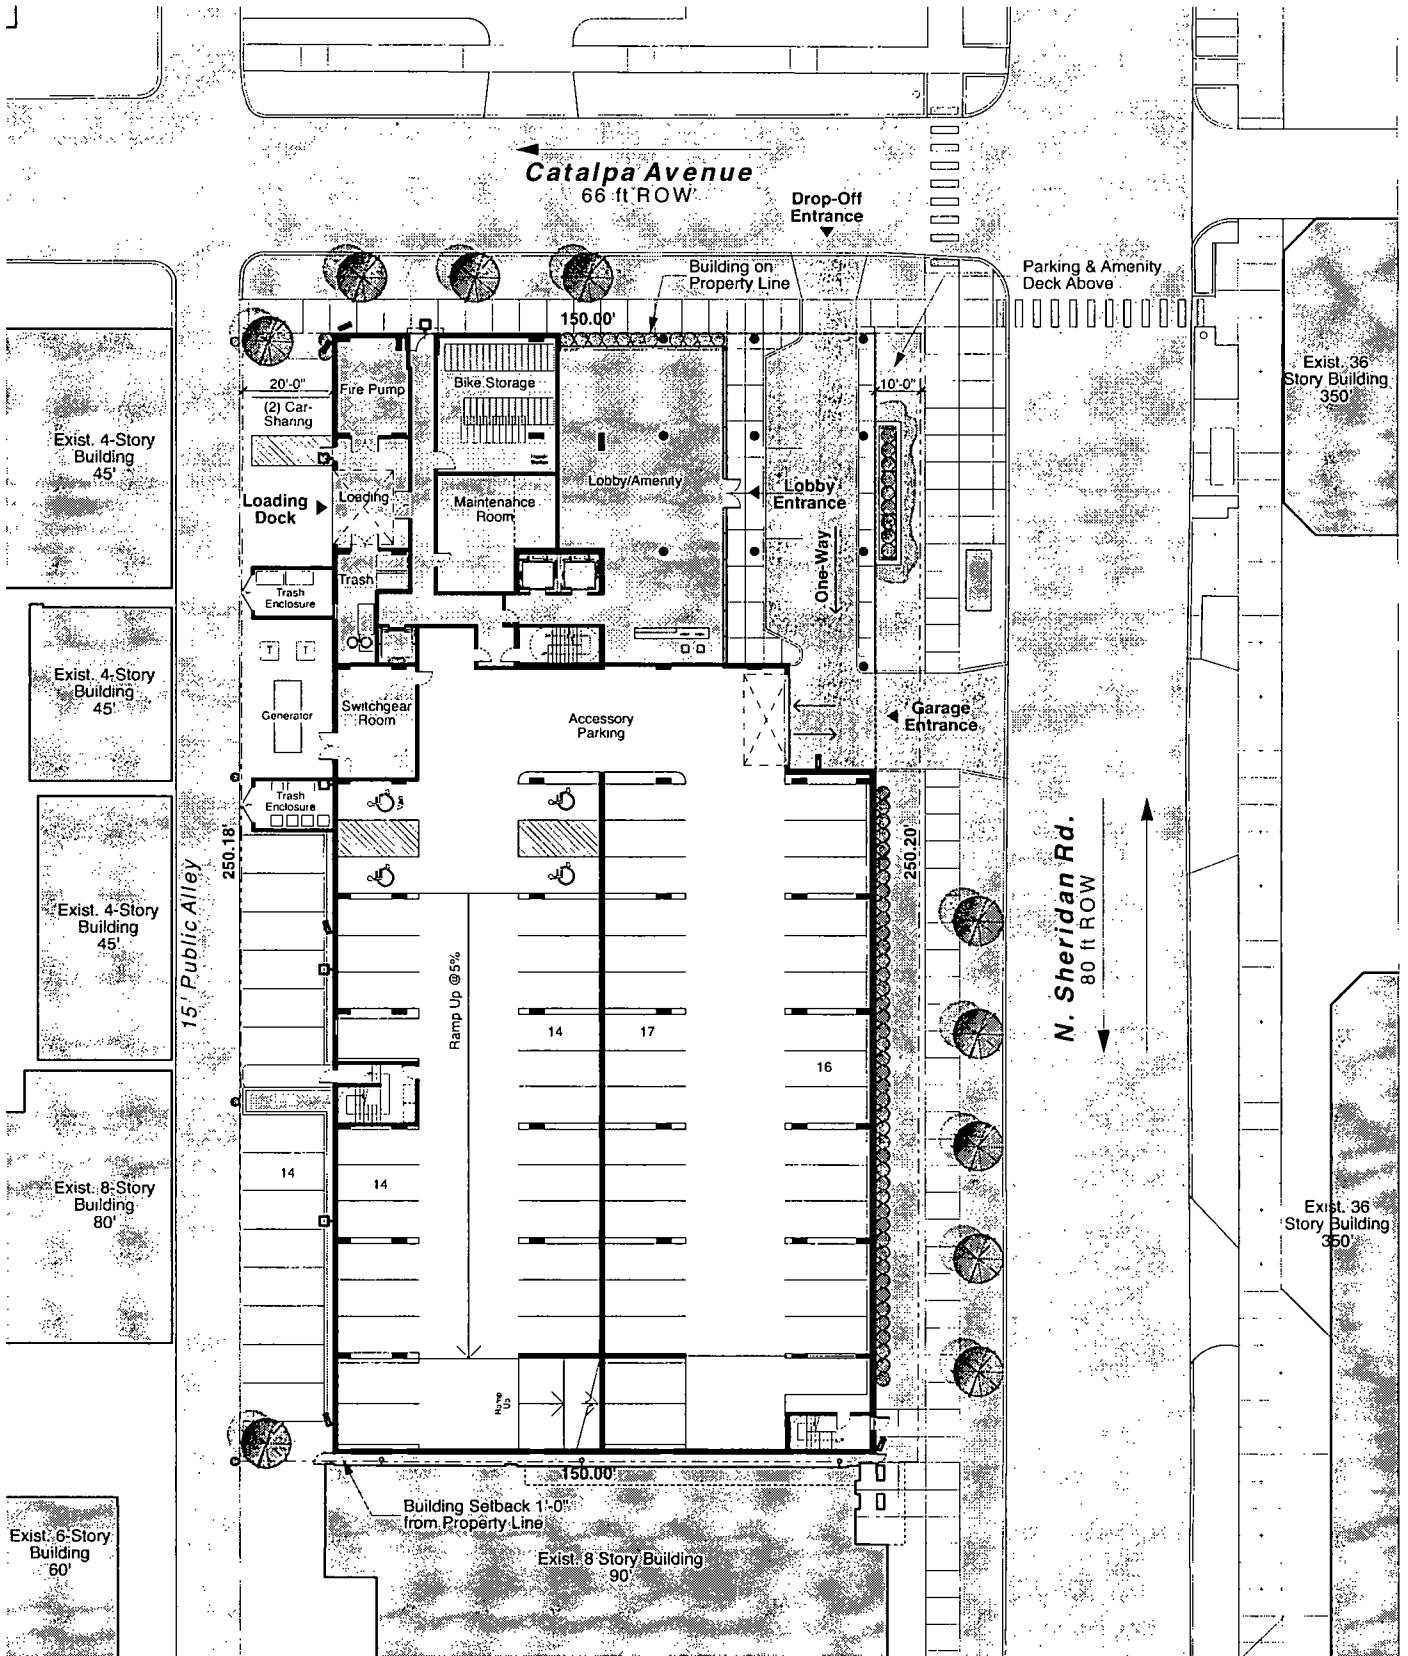 Catalpa Avenue
66 ft ROW
Drop-Off
Entrance
Building on
Property Line
Parking & Amenity
Deck Above
150.00'
20'-0"
10'-0"
(2) Car-
Sharing
Fire Pump
Bike Storage
Exist. 36
Story Building
350'
Exist. 4-Story
Building
45'
Loading
Dock
Loading
Maintenance
Room
Lobby/Amenity
Lobby
Entrance
One-Way
Trash
Trash
Enclosure
T
T
Exist. 4-Story
Building
45'
Generator
Switchgear
Room
Accessory
Parking
Garage
Entrance
Trash
Enclosure
Van
250.18'
250.20'
15' Public Alley
Exist. 4-Story
Building
45'
N. Sheridan Rd.
80 ft ROW
Ramp Up @5%
14
17
16
14
14
Exist. 8-Story
Building
80'
Exist. 36
Story Building
350'
Ramp
Up
150.00'
Building Setback 1'-0"
from Property Line
Exist. 6-Story
Building
60'
Exist. 8 Story Building
90'